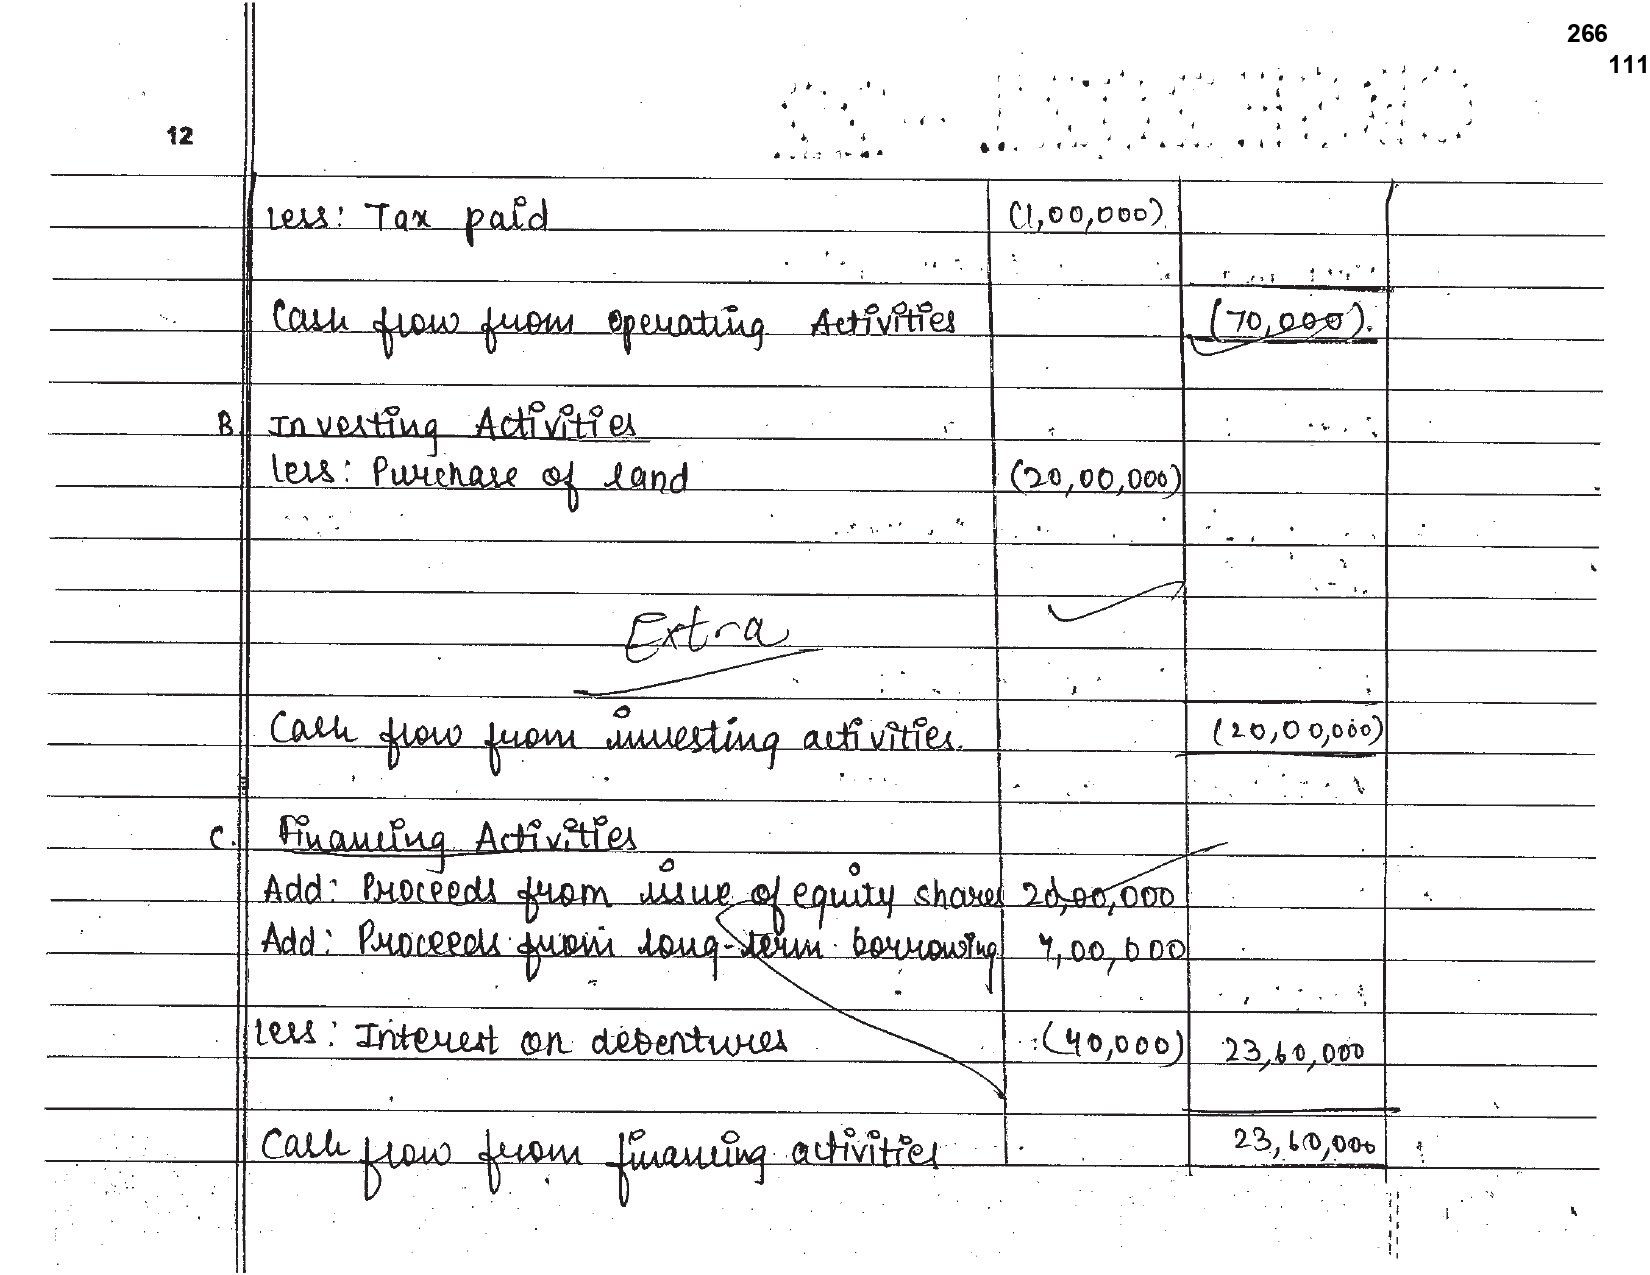 266
111
12
Less: Tax paid (1,00,000)
Cash flow from operating Activities (70,000).
B. Investing Activities
Less: Purchase of land (20,00,000)
Extra
Cash flow from investing activities. (20,00,000)
C. Financing Activities
Add: Proceeds from issue of equity shares 20,00,000
Add: Proceeds from long-term borrowing 4,00,000
Less: Interest on debentures (40,000) 23,60,000
Cash flow from financing activities 23,60,000